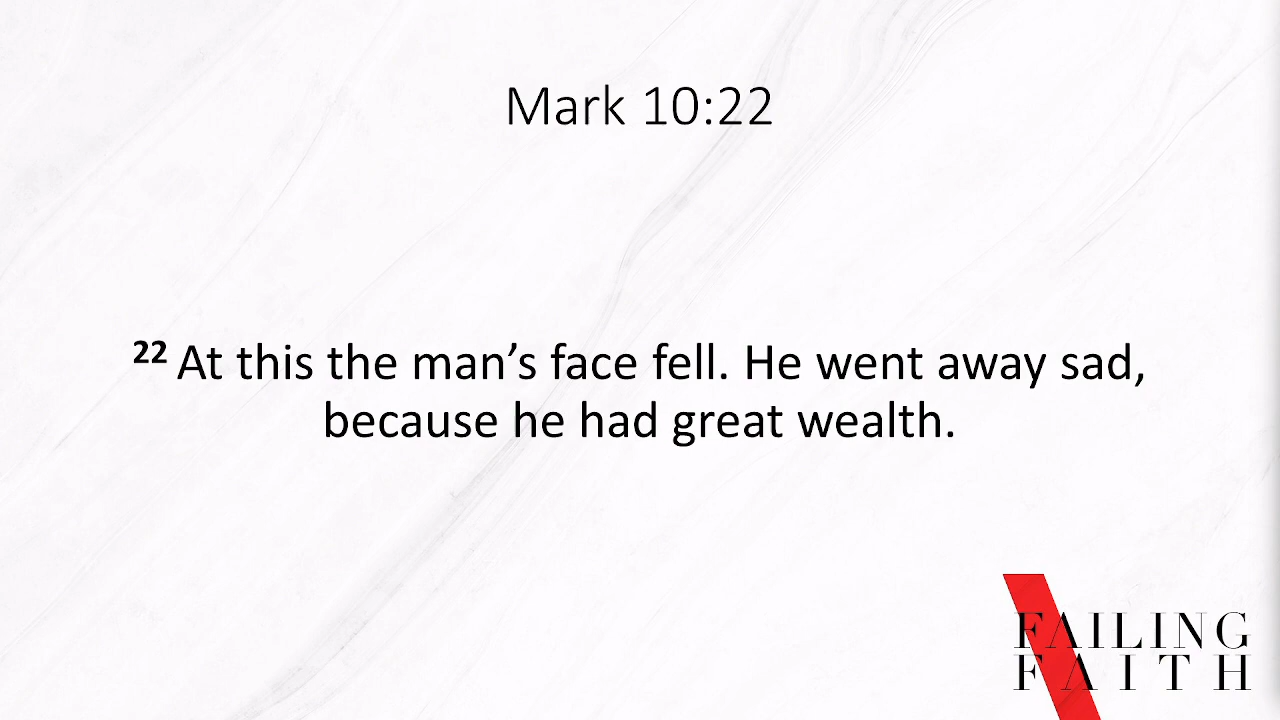 Mark 10:22
22 At this the man’s face fell. He went away sad,
because he had great wealth.
FAILING
FAITH